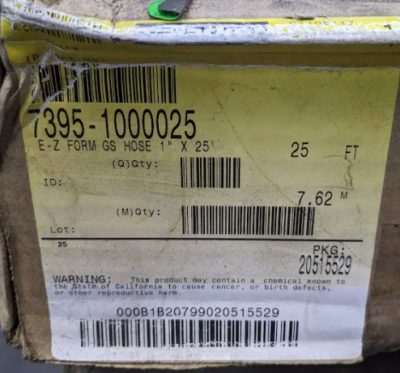 7395-1000025
E-Z FORM GS HOSE 1" X 25'
25 FT
(Q)Qty:
ID:
7.62 M
(M)Qty:
Lot:
25
PKG:
20515529
WARNING: This product may contain a chemical known to
the State of California to cause cancer, or birth defects,
or other reproductive harm.
000B1B20799020515529